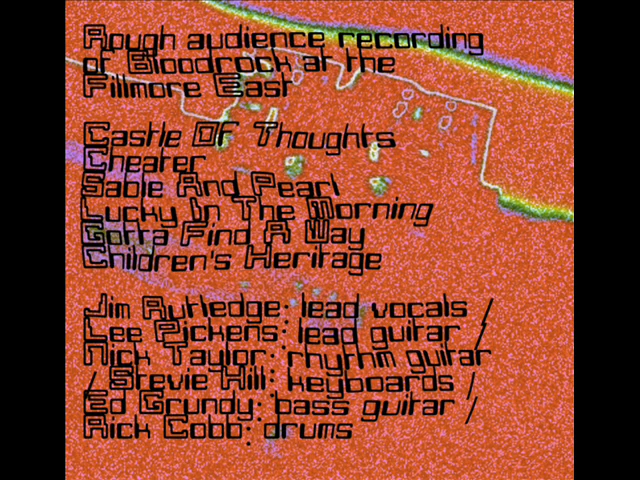 Rough audience recording
of Bloodrock at the
Fillmore East
Castle Of Thoughts
Cheater
Sable And Pearl
Lucky In The Morning
Gotta Find A Way
Children's Heritage
Jim Rutledge: lead vocals /
Lee Pickens: lead guitar /
Nick Taylor: rhythm guitar
/ Stevie Hill: keyboards /
Ed Grundy: bass guitar /
Rick Cobb: drums